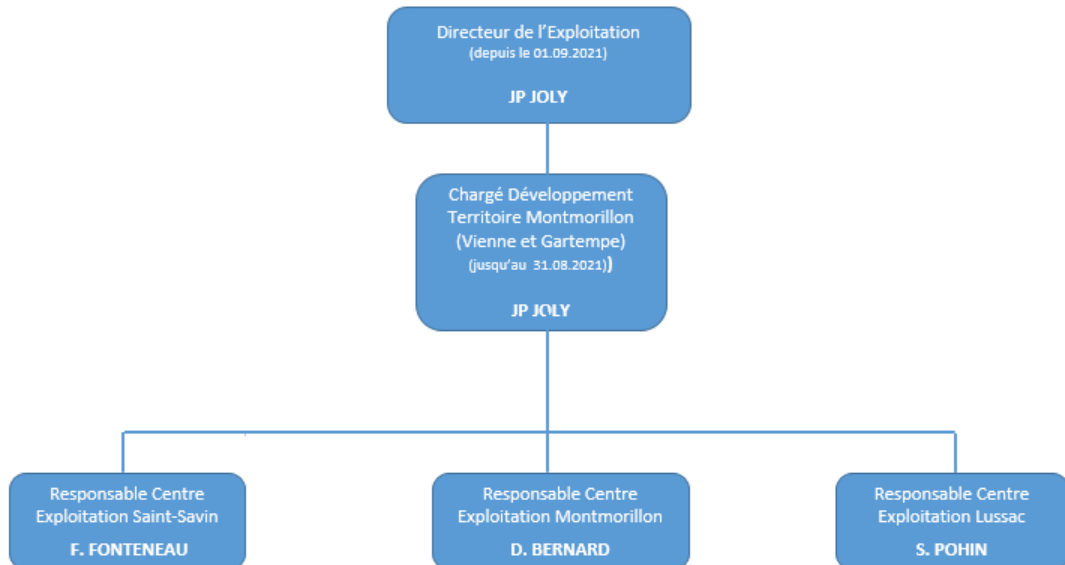 Directeur de l'Exploitation
(depuis le 01.09.2021)
JP JOLY
Chargé Développement
Territoire Montmorillon
(Vienne et Gartempe)
(jusqu'au 31.08.2021))
JP JOLY
Responsable Centre
Exploitation Saint-Savin
F. FONTENEAU
Responsable Centre
Exploitation Montmorillon
D. BERNARD
Responsable Centre
Exploitation Lussac
S. POHIN